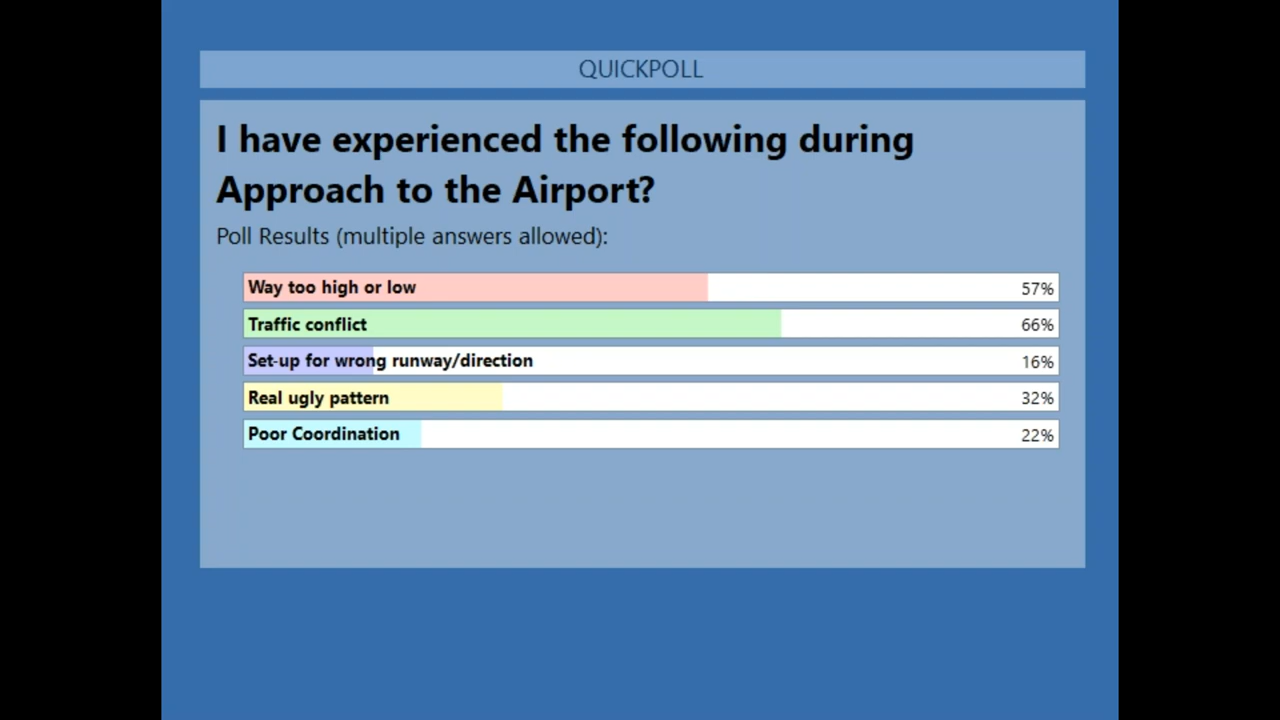 QUICKPOLL
I have experienced the following during
Approach to the Airport?
Poll Results (multiple answers allowed):
Way too high or low 57%
Traffic conflict 66%
Set-up for wrong runway/direction 16%
Real ugly pattern 32%
Poor Coordination 22%